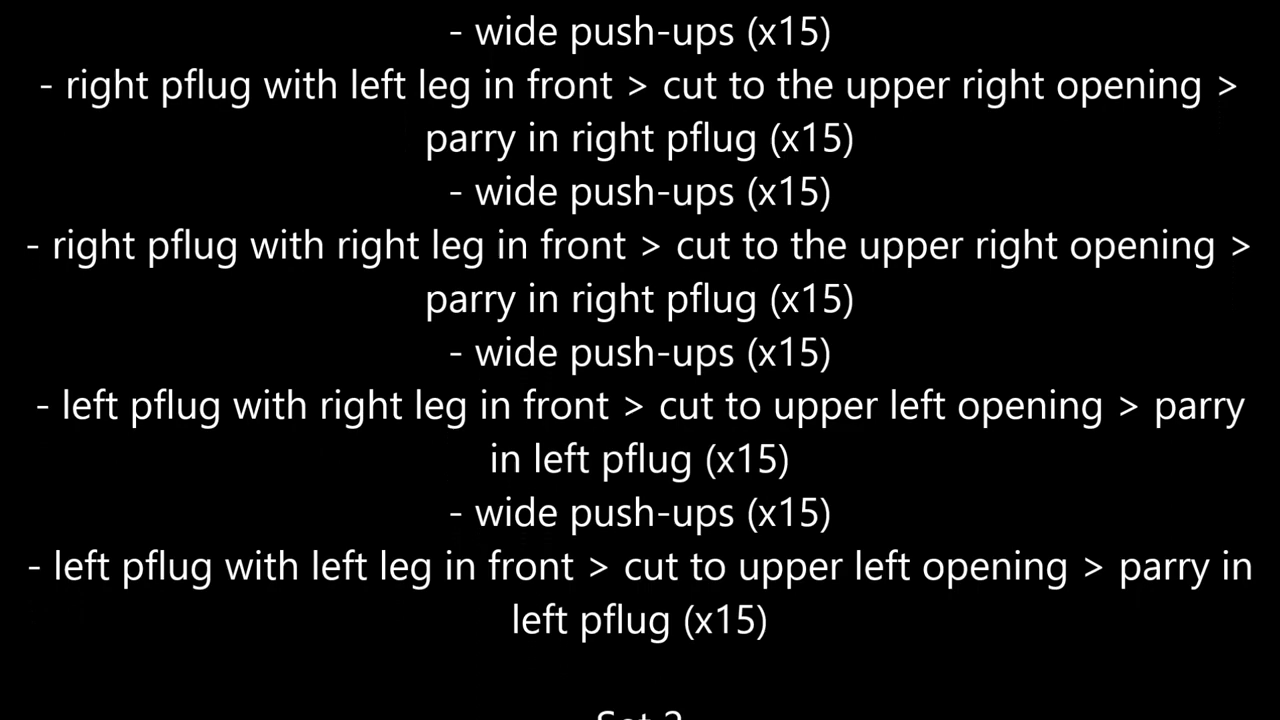 - wide push-ups (x15)
- right pflug with left leg in front > cut to the upper right opening >
parry in right pflug (x15)
- wide push-ups (x15)
- right pflug with right leg in front > cut to the upper right opening >
parry in right pflug (x15)
- wide push-ups (x15)
- left pflug with right leg in front > cut to upper left opening > parry
in left pflug (x15)
- wide push-ups (x15)
- left pflug with left leg in front > cut to upper left opening > parry in
left pflug (x15)
Set